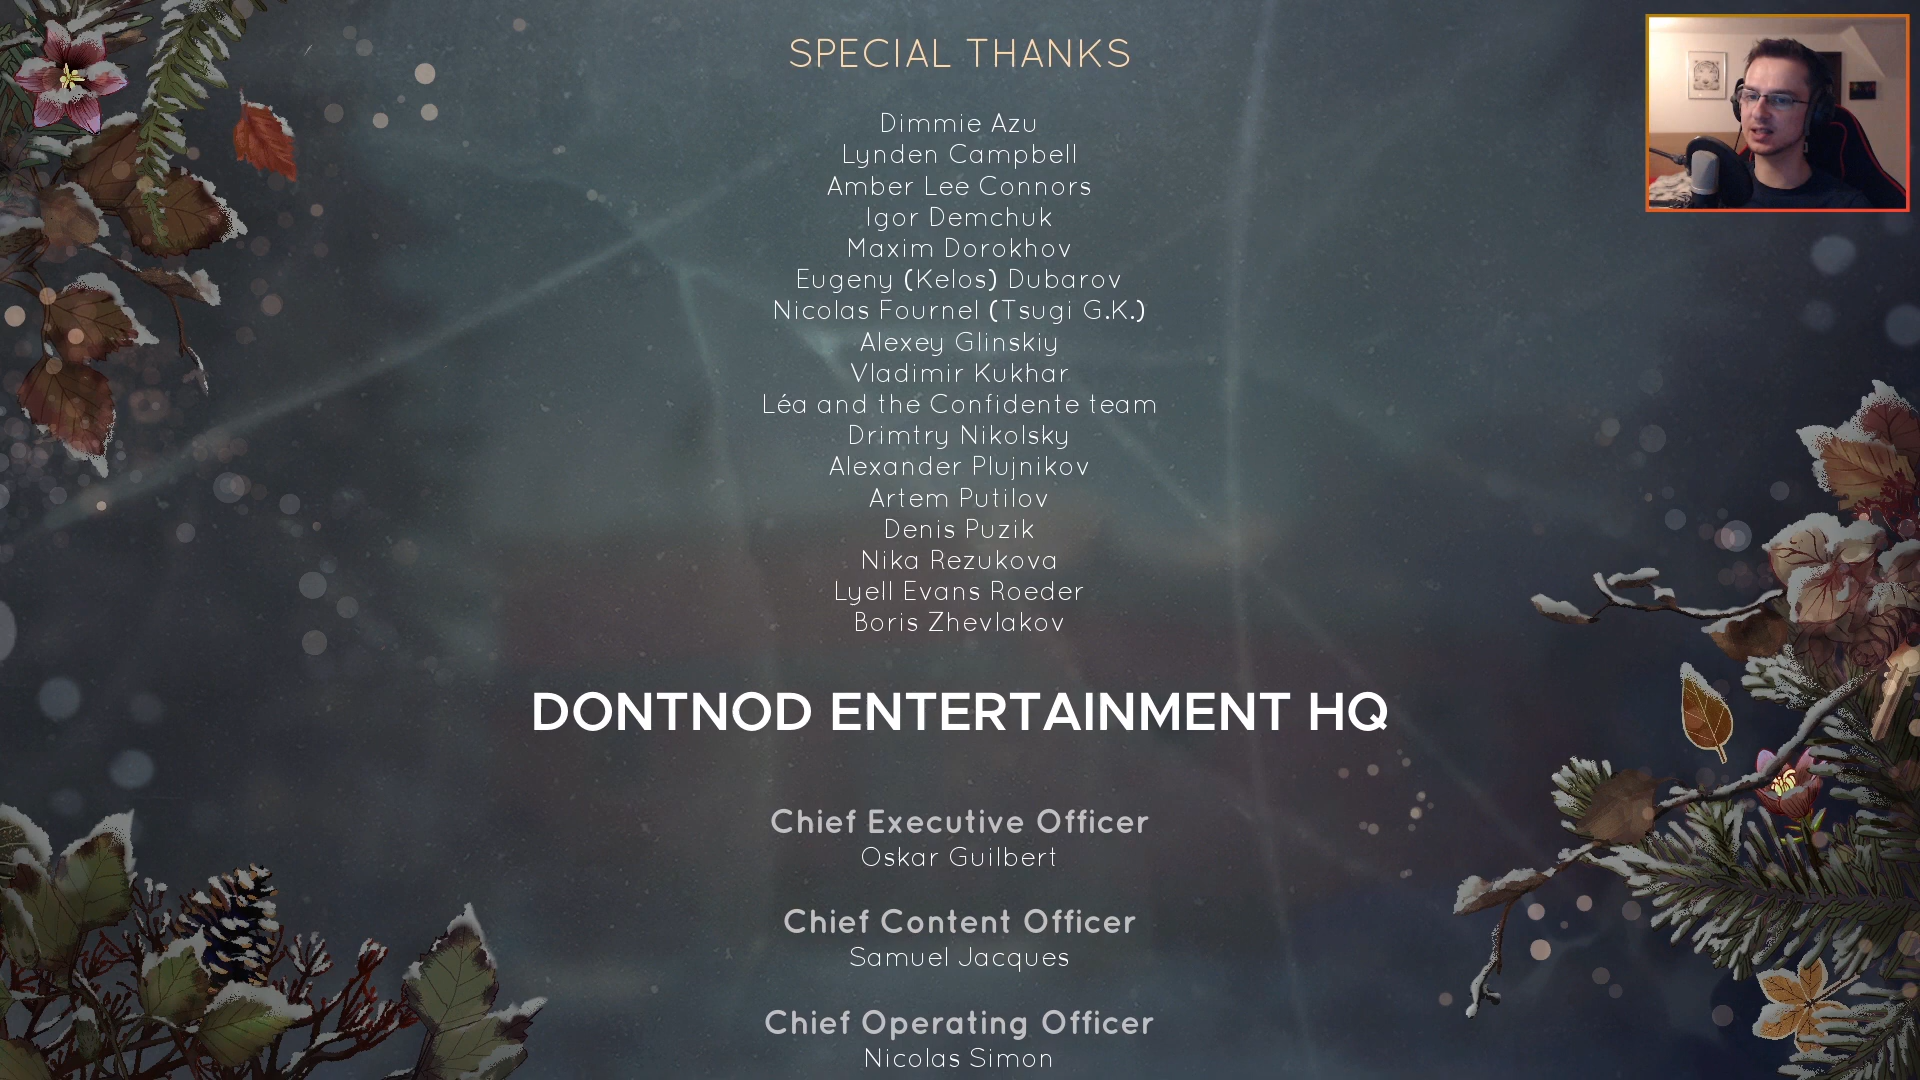 SPECIAL THANKS
Dimmie Azu
Lynden Campbell
Amber Lee Connors
Igor Demchuk
Maxim Dorokhov
Eugeny (Kelos) Dubarov
Nicolas Fournel (Tsugi G.K.)
Alexey Glinskiy
Vladimir Kukhar
Léa and the Confidente team
Drimtry Nikolsky
Alexander Plujnikov
Artem Putilov
Denis Puzik
Nika Rezukova
Lyell Evans Roeder
Boris Zhevlakov
DONTNOD ENTERTAINMENT HQ
Chief Executive Officer
Oskar Guilbert
Chief Content Officer
Samuel Jacques
Chief Operating Officer
Nicolas Simon